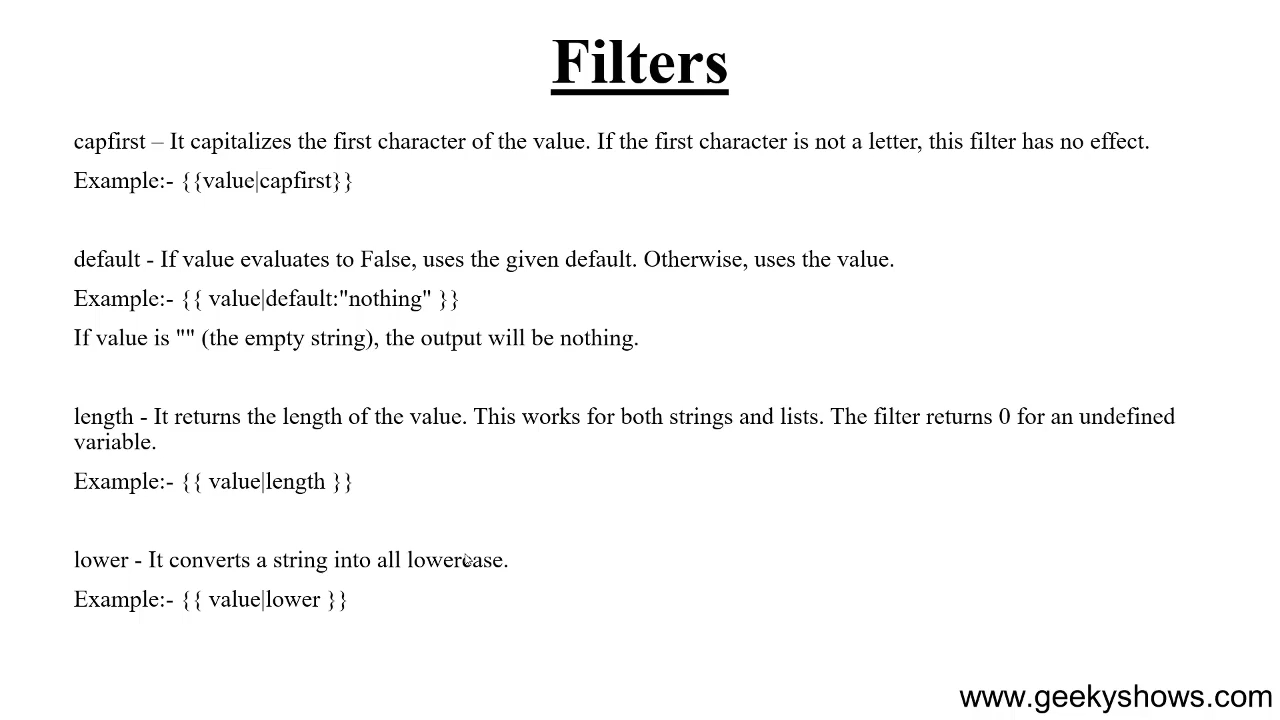 Filters
capfirst – It capitalizes the first character of the value. If the first character is not a letter, this filter has no effect.
Example:- {{value|capfirst}}
default - If value evaluates to False, uses the given default. Otherwise, uses the value.
Example:- {{ value|default:"nothing" }}
If value is "" (the empty string), the output will be nothing.
length - It returns the length of the value. This works for both strings and lists. The filter returns 0 for an undefined
variable.
Example:- {{ value|length }}
lower - It converts a string into all lowercase.
Example:- {{ value|lower }}
www.geekyshows.com